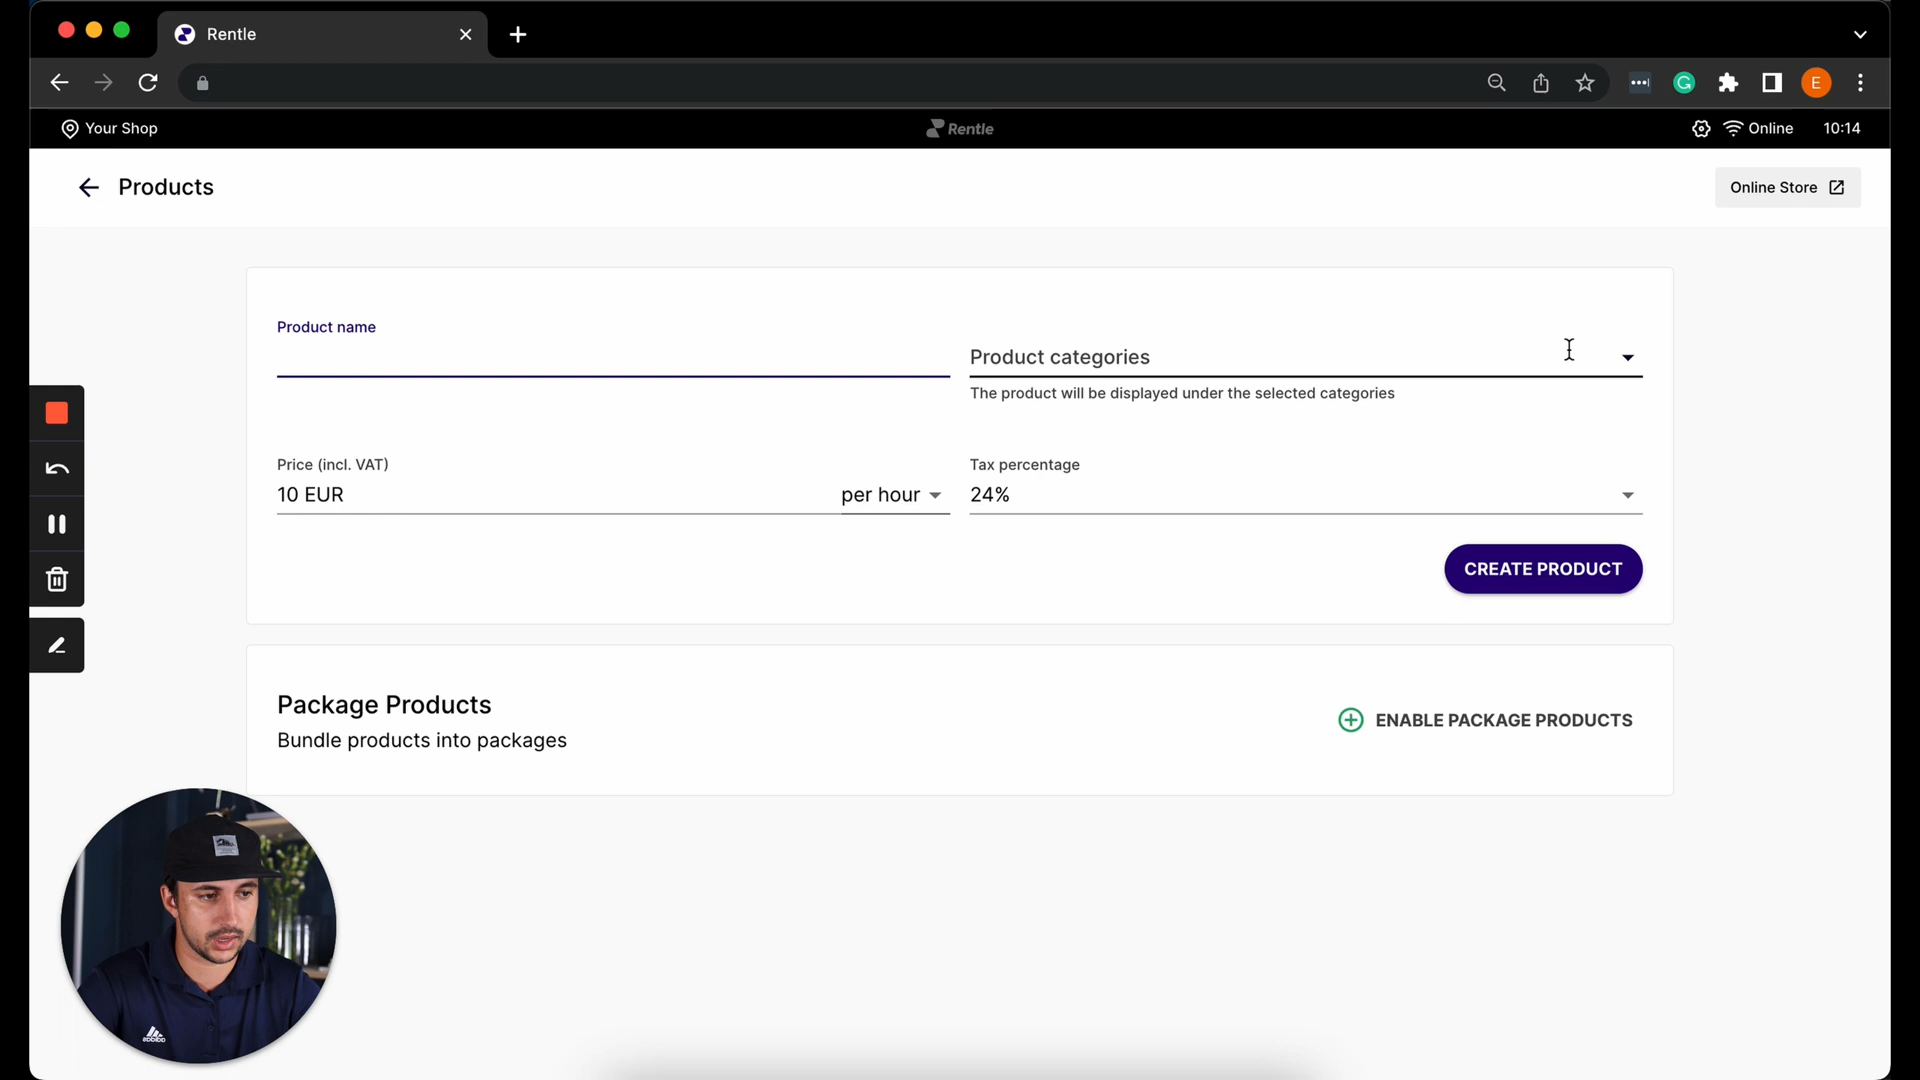 Rentle
E
Your Shop
Rentle
Online
10:14
Products
Online Store
Product name
Product categories
The product will be displayed under the selected categories
Price (incl. VAT)
10 EUR
per hour
Tax percentage
24%
CREATE PRODUCT
Package Products
Bundle products into packages
ENABLE PACKAGE PRODUCTS
adidas